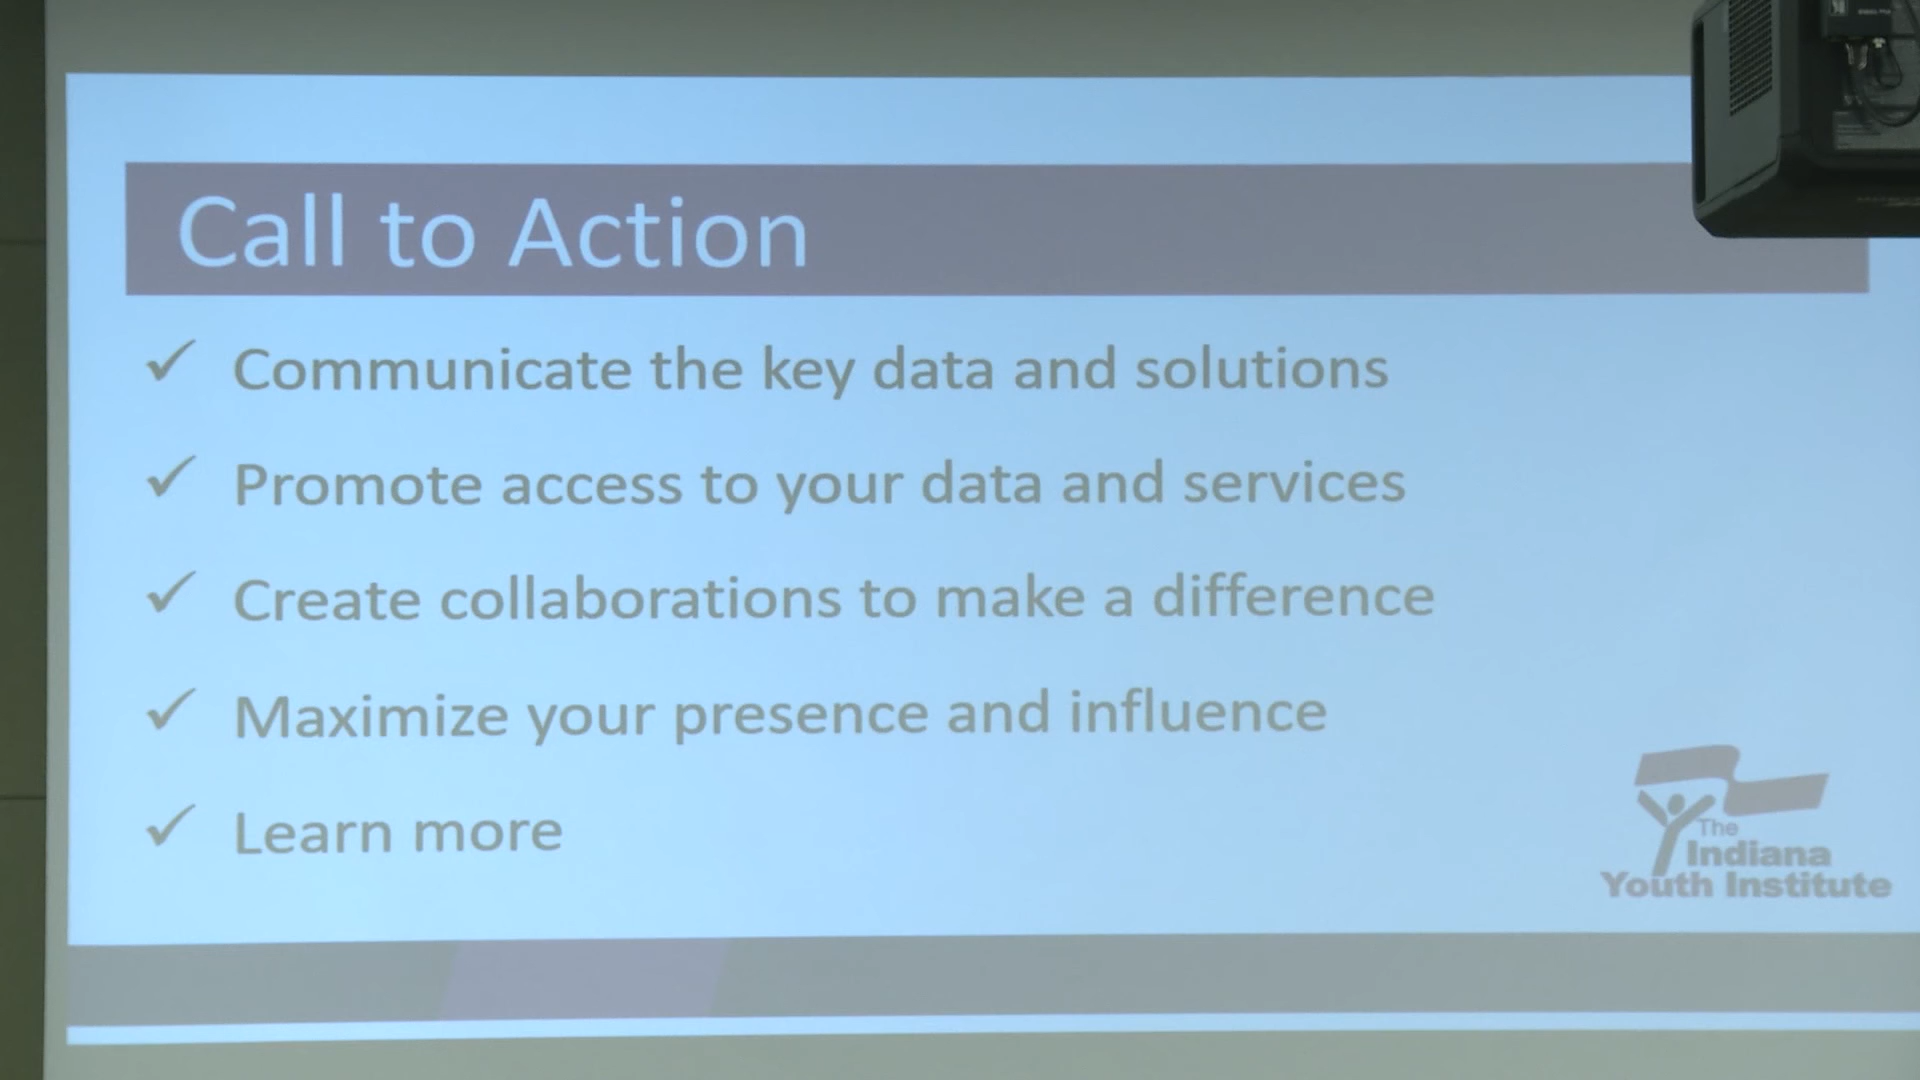 Call to Action
✓ Communicate the key data and solutions
✓ Promote access to your data and services
✓ Create collaborations to make a difference
✓ Maximize your presence and influence
✓ Learn more
The
Indiana
Youth Institute